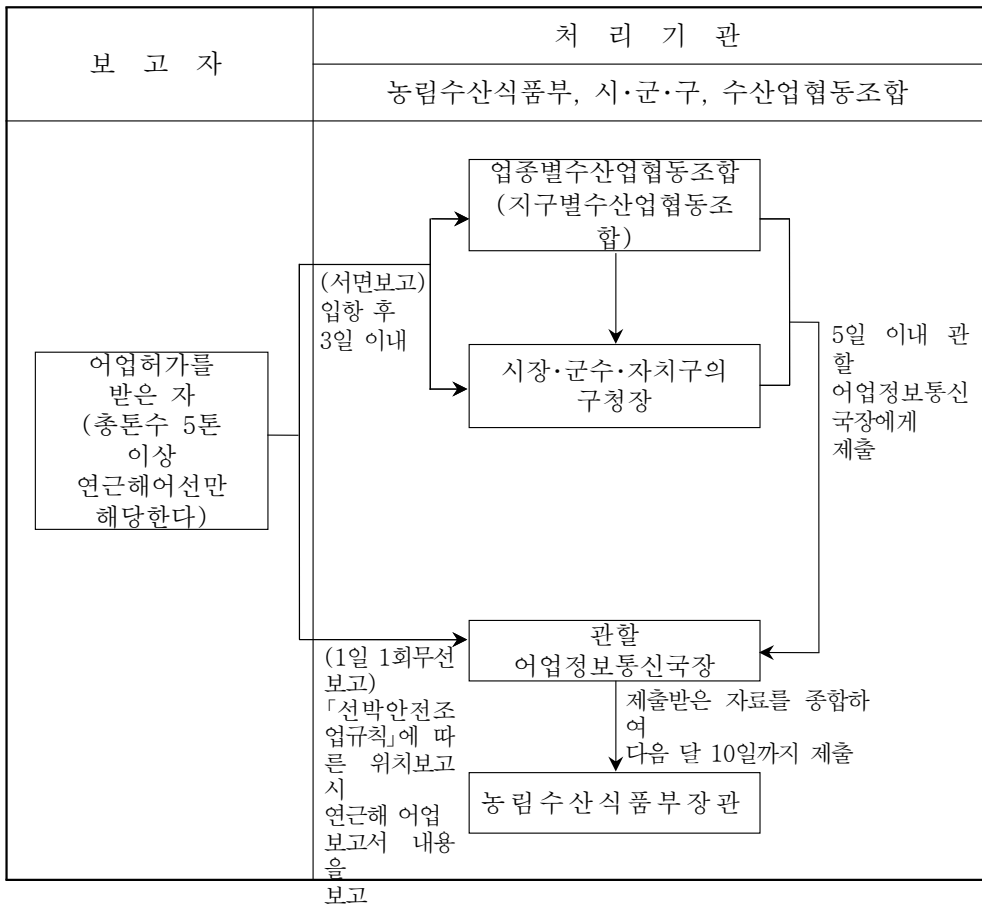 보 고 자
처 리 기 관
농림수산식품부, 시·군·구, 수산업협동조합
업종별수산업협동조합
(지구별수산업협동조
합)
(서면보고)
입항 후
3일 이내
시장·군수·자치구의
구청장
5일 이내 관
할
어업정보통신
국장에게
제출
어업허가를
받은 자
(총톤수 5톤
이상
연근해어선만
해당한다)
(1일 1회무선
보고)
「선박안전조
업규칙」에 따
른 위치보고
시
연근해 어업
보고서 내용
을
보고
관할
어업정보통신국장
제출받은 자료를 종합하
여
다음 달 10일까지 제출
농림수산식품부장관